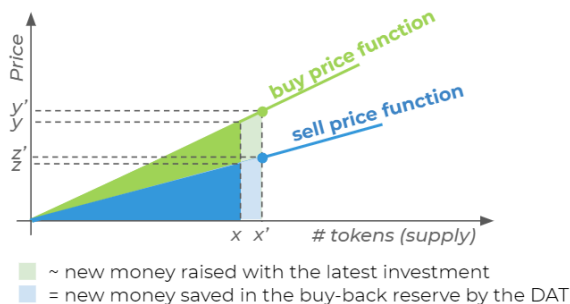 Price
buy price function
sell price function
y'
y
z'
z
x x' # tokens (supply)
~ new money raised with the latest investment
= new money saved in the buy-back reserve by the DAT